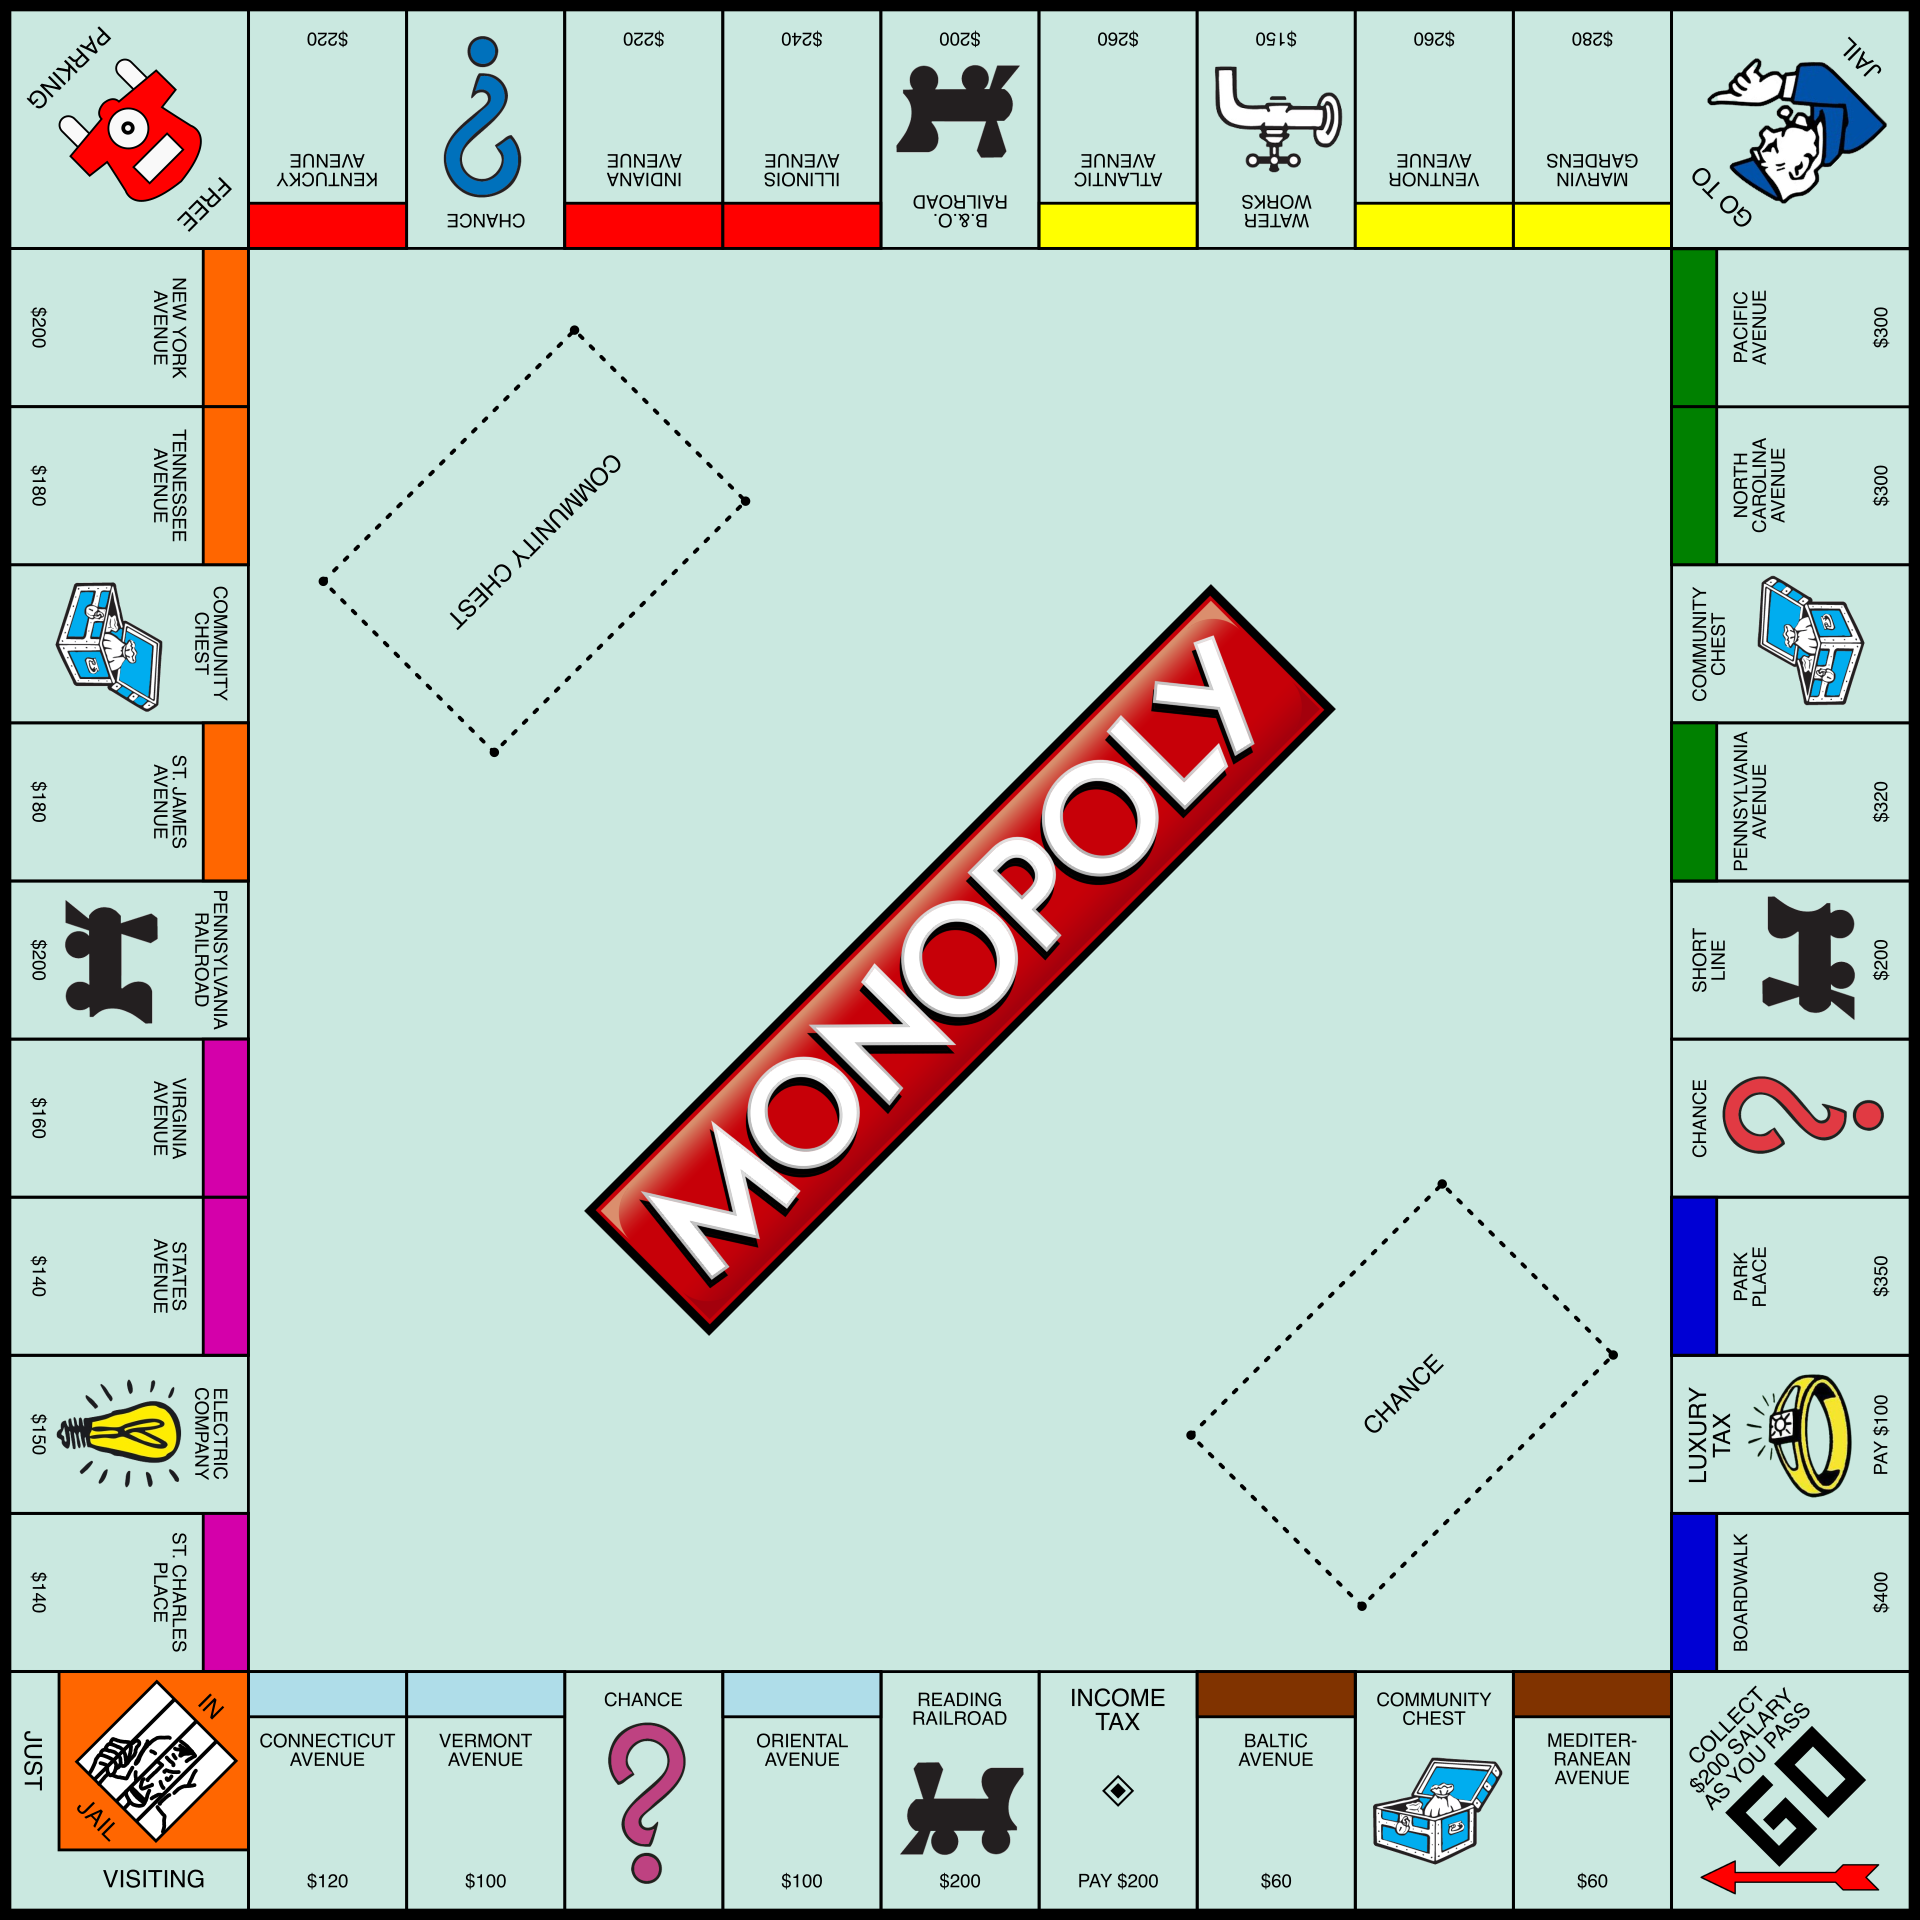 FREE
PARKING
$220
KENTUCKY
AVENUE
CHANCE
$220
INDIANA
AVENUE
$240
ILLINOIS
AVENUE
$200
B.&.O.
RAILROAD
$260
ATLANTIC
AVENUE
$150
WATER
WORKS
$260
VENTNOR
AVENUE
$280
MARVIN
GARDENS
GO TO
JAIL
NEW YORK
AVENUE
$200
TENNESSEE
AVENUE
$180
COMMUNITY
CHEST
ST. JAMES
AVENUE
$180
PENNSYLVANIA
RAILROAD
$200
VIRGINIA
AVENUE
$160
STATES
AVENUE
$140
ELECTRIC
COMPANY
$150
ST. CHARLES
PLACE
$140
COMMUNITY CHEST
MONOPOLY
CHANCE
PACIFIC
AVENUE
$300
NORTH
CAROLINA
AVENUE
$300
COMMUNITY
CHEST
PENNSYLVANIA
AVENUE
$320
SHORT
LINE
$200
CHANCE
PARK
PLACE
$350
LUXURY
TAX
PAY $100
BOARDWALK
$400
IN
JAIL
JUST
VISITING
CONNECTICUT
AVENUE
$120
VERMONT
AVENUE
$100
CHANCE
ORIENTAL
AVENUE
$100
READING
RAILROAD
$200
INCOME
TAX
PAY $200
BALTIC
AVENUE
$60
COMMUNITY
CHEST
MEDITER-
RANEAN
AVENUE
$60
COLLECT
$200 SALARY
AS YOU PASS
GO